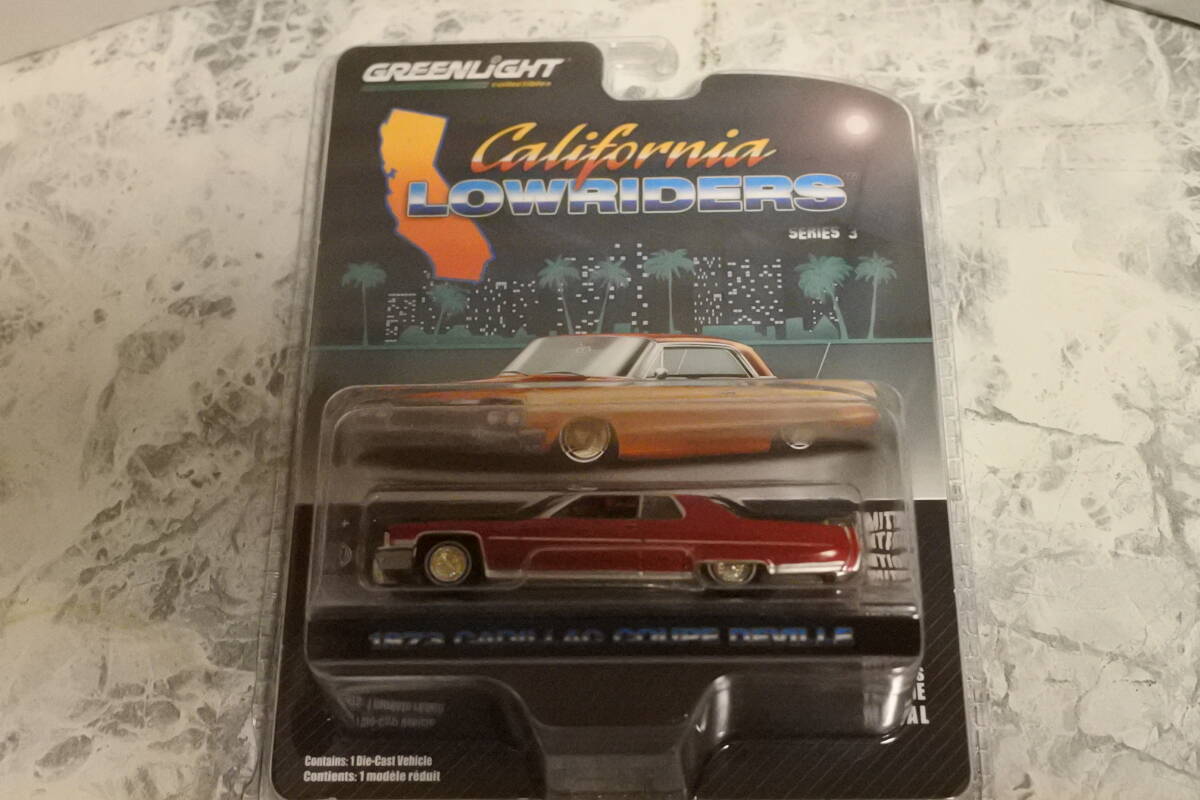 GREENLIGHT
collectibles
California
LOWRIDERS
SERIES 3
1973 CADILLAC COUPE DEVILLE
Contains: 1 Die-Cast Vehicle
Contients: 1 modèle réduit